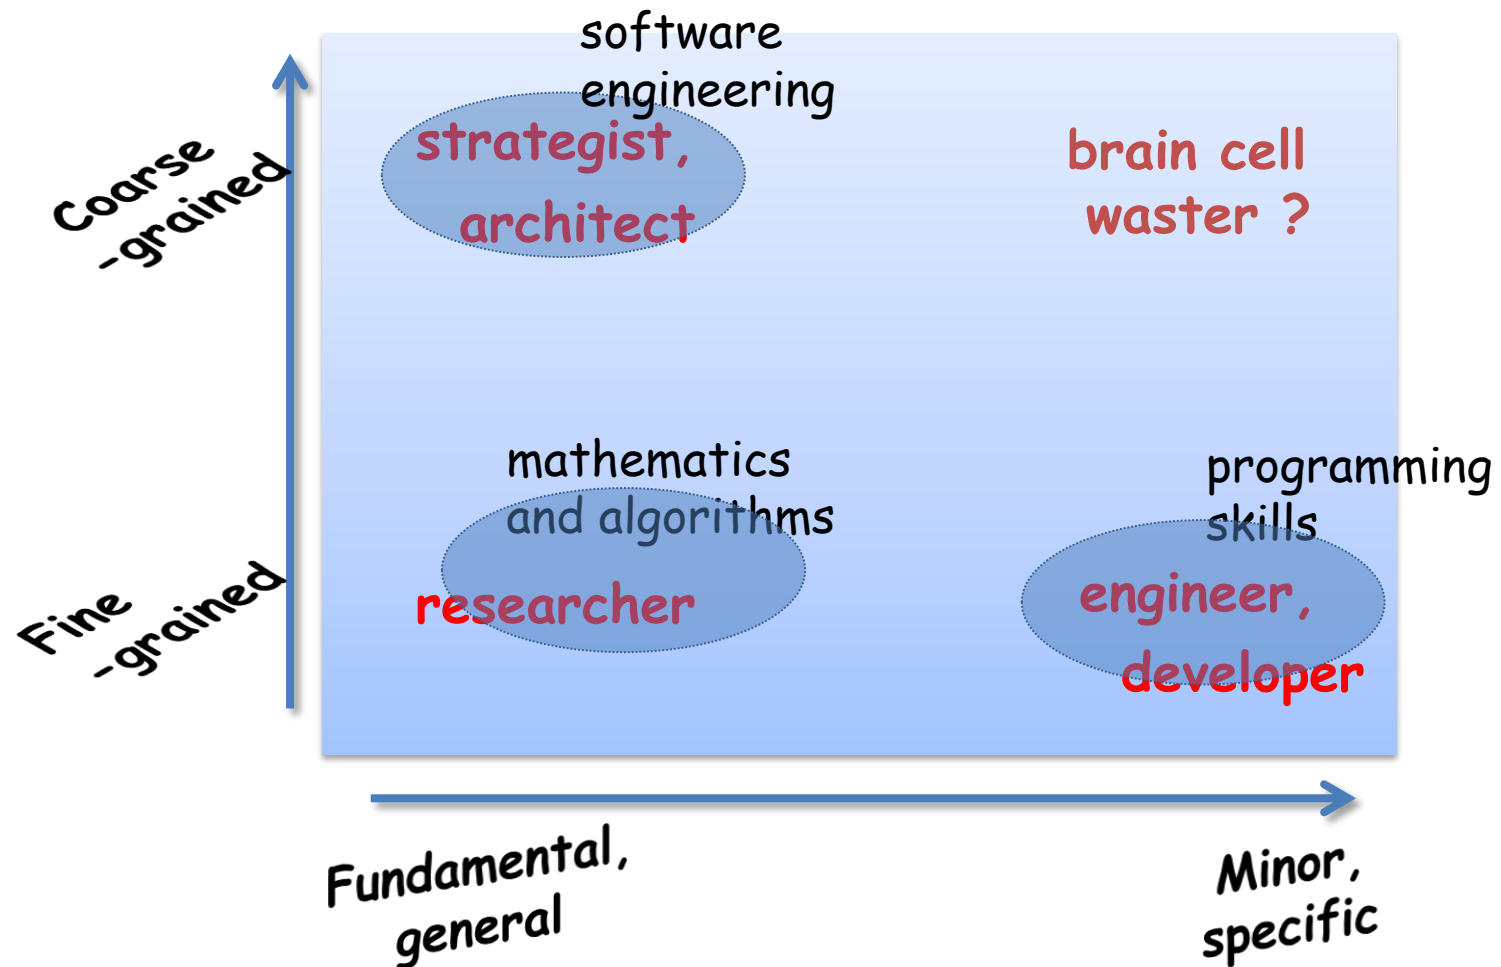 software
engineering
strategist,
architect
brain cell
waster ?
Coarse
-grained
mathematics
and algorithms
researcher
programming
skills
engineer,
developer
Fine
-grained
Fundamental,
general
Minor,
specific